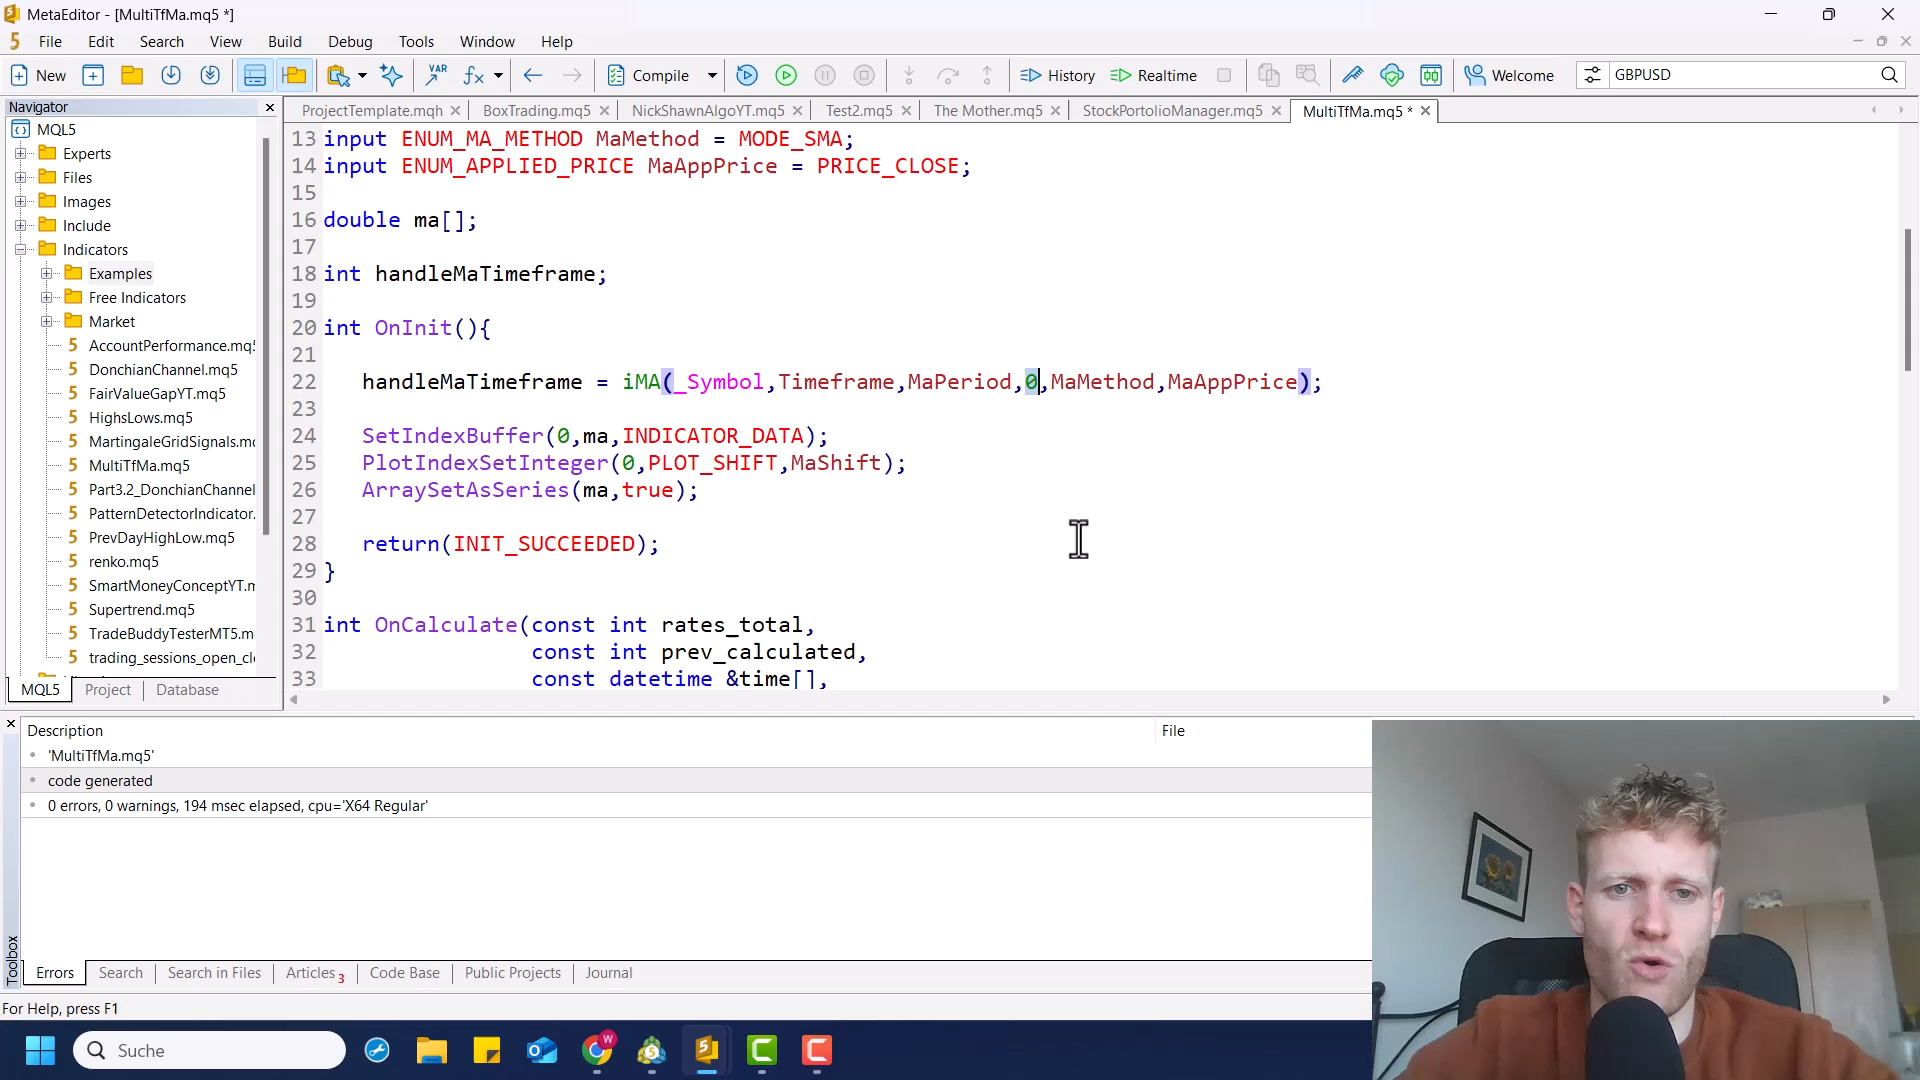 MetaEditor - [MultiTfMa.mq5 *]
File Edit Search View Build Debug Tools Window Help
New Compile History Realtime Welcome GBPUSD
Navigator
ProjectTemplate.mqh BoxTrading.mq5 NickShawnAlgoYT.mq5 Test2.mq5 The Mother.mq5 StockPortolioManager.mq5 MultiTfMa.mq5 *
MQL5
Experts
Files
Images
Include
Indicators
Examples
Free Indicators
Market
AccountPerformance.mq5
DonchianChannel.mq5
FairValueGapYT.mq5
HighsLows.mq5
MartingaleGridSignals.mq
MultiTfMa.mq5
Part3.2_DonchianChannel
PatternDetectorIndicator.
PrevDayHighLow.mq5
renko.mq5
SmartMoneyConceptYT.m
Supertrend.mq5
TradeBuddyTesterMT5.m
trading_sessions_open_cl
MQL5 Project Database
13 input ENUM_MA_METHOD MaMethod = MODE_SMA;
14 input ENUM_APPLIED_PRICE MaAppPrice = PRICE_CLOSE;
15
16 double ma[];
17
18 int handleMaTimeframe;
19
20 int OnInit(){
21
22 handleMaTimeframe = iMA(_Symbol,Timeframe,MaPeriod,0,MaMethod,MaAppPrice);
23
24 SetIndexBuffer(0,ma,INDICATOR_DATA);
25 PlotIndexSetInteger(0,PLOT_SHIFT,MaShift);
26 ArraySetAsSeries(ma,true);
27
28 return(INIT_SUCCEEDED);
29 }
30
31 int OnCalculate(const int rates_total,
32 const int prev_calculated,
33 const datetime &time[],
Description File
'MultiTfMa.mq5'
code generated
0 errors, 0 warnings, 194 msec elapsed, cpu='X64 Regular'
Toolbox
Errors Search Search in Files Articles 3 Code Base Public Projects Journal
For Help, press F1
Suche